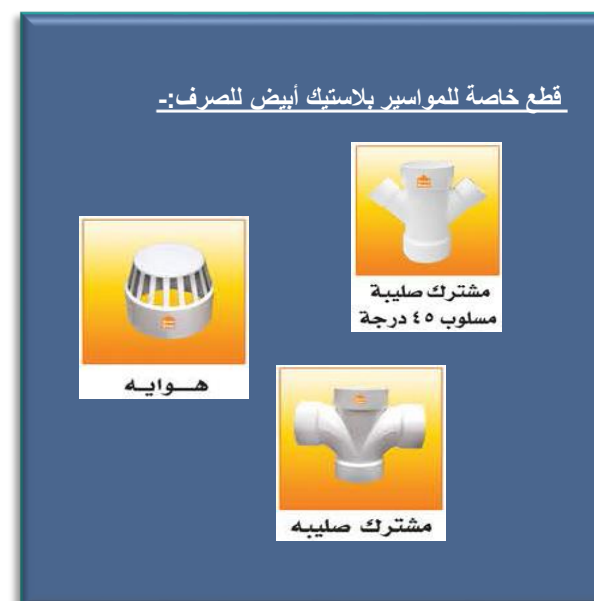 قطع خاصة للمواسير بلاستيك أبيض للصرف:-
مشترك صليبة
مسلوب ٤٥ درجة
هـــوايـه
مشترك صليبه